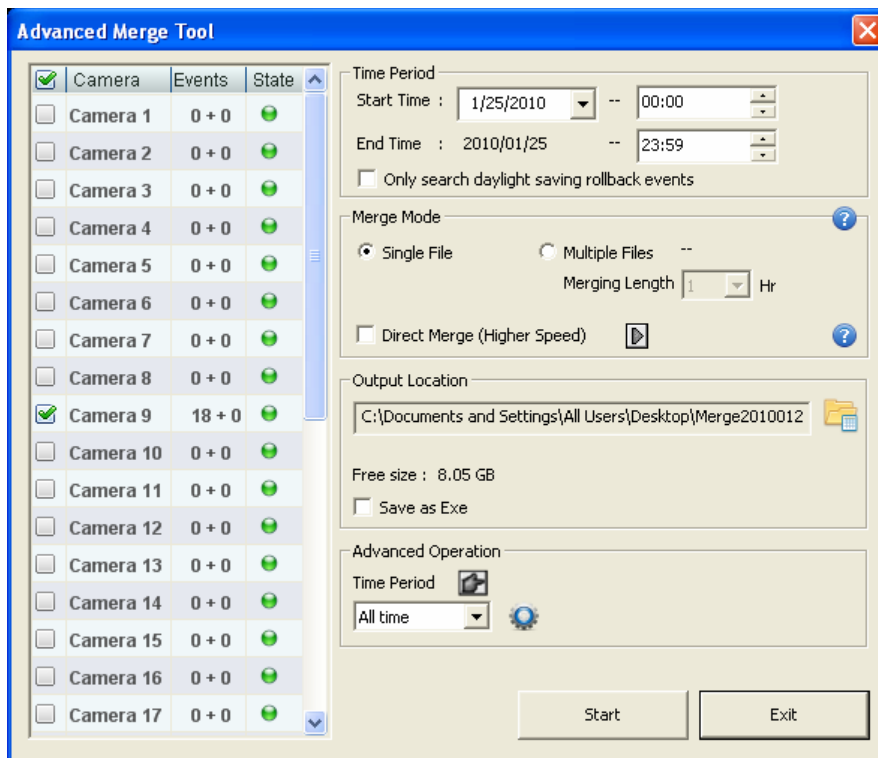 Advanced Merge Tool
Camera Events State
Camera 1 0 + 0
Camera 2 0 + 0
Camera 3 0 + 0
Camera 4 0 + 0
Camera 5 0 + 0
Camera 6 0 + 0
Camera 7 0 + 0
Camera 8 0 + 0
Camera 9 18 + 0
Camera 10 0 + 0
Camera 11 0 + 0
Camera 12 0 + 0
Camera 13 0 + 0
Camera 14 0 + 0
Camera 15 0 + 0
Camera 16 0 + 0
Camera 17 0 + 0
Time Period
Start Time : 1/25/2010 -- 00:00
End Time : 2010/01/25 -- 23:59
Only search daylight saving rollback events
Merge Mode ?
Single File Multiple Files --
Merging Length 1 Hr
Direct Merge (Higher Speed) ?
Output Location
C:\Documents and Settings\All Users\Desktop\Merge2010012
Free size : 8.05 GB
Save as Exe
Advanced Operation
Time Period
All time
Start Exit